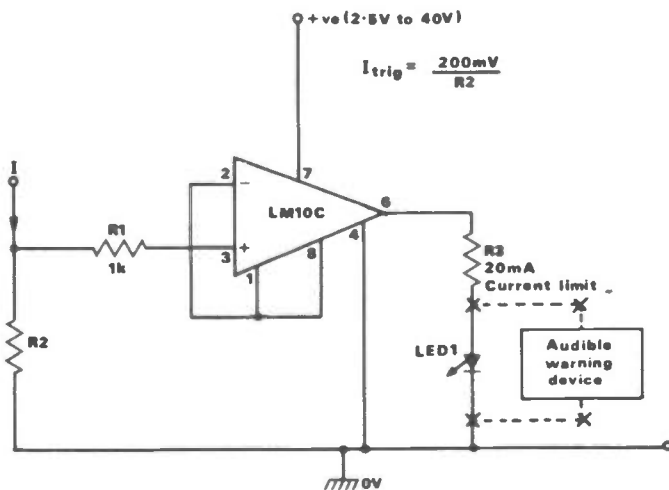 +ve (2·5V to 40V)
I trig = 200mV
R2
I
2
7
−
LM10C
6
R1
1k
3
+
1
8
4
R3
20mA
Current limit
R2
LED1
Audible
warning
device
0V